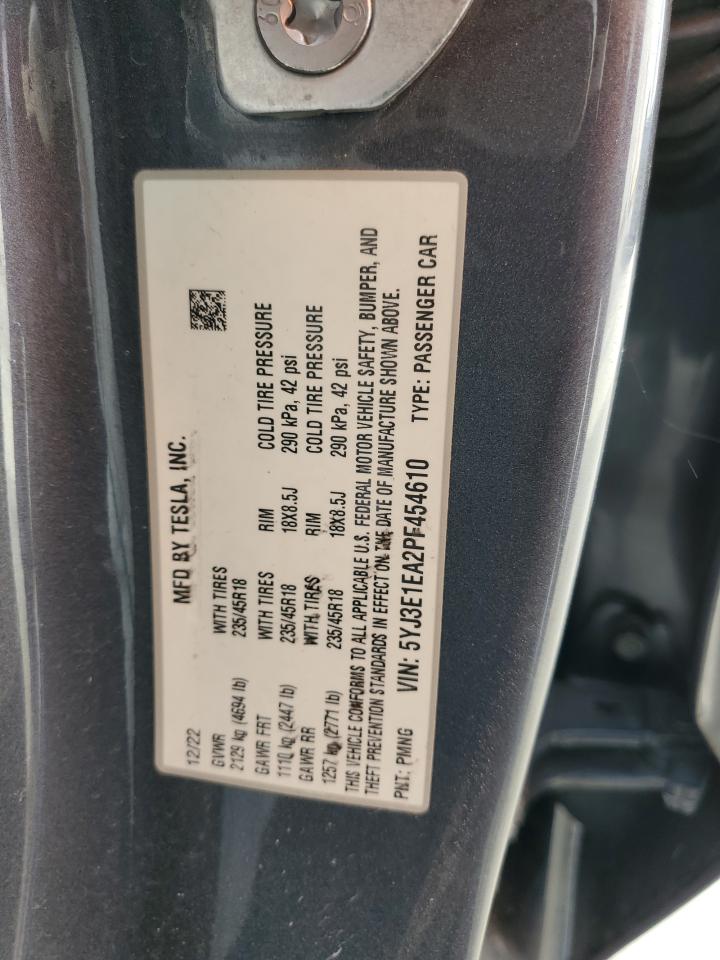 MFD BY TESLA, INC.
12/22
GVWR WITH TIRES
2129 kg (4694 lb) 235/45R18
GAWR FRT WITH TIRES RIM COLD TIRE PRESSURE
1110 kg (2447 lb) 235/45R18 18X8.5J 290 kPa, 42 psi
GAWR RR WITH TIRES RIM COLD TIRE PRESSURE
1257 kg (2771 lb) 235/45R18 18X8.5J 290 kPa, 42 psi
THIS VEHICLE CONFORMS TO ALL APPLICABLE U.S. FEDERAL MOTOR VEHICLE SAFETY, BUMPER, AND
THEFT PREVENTION STANDARDS IN EFFECT ON THE DATE OF MANUFACTURE SHOWN ABOVE.
PNT: PMNG VIN: 5YJ3E1EA2PF454610 TYPE: PASSENGER CAR